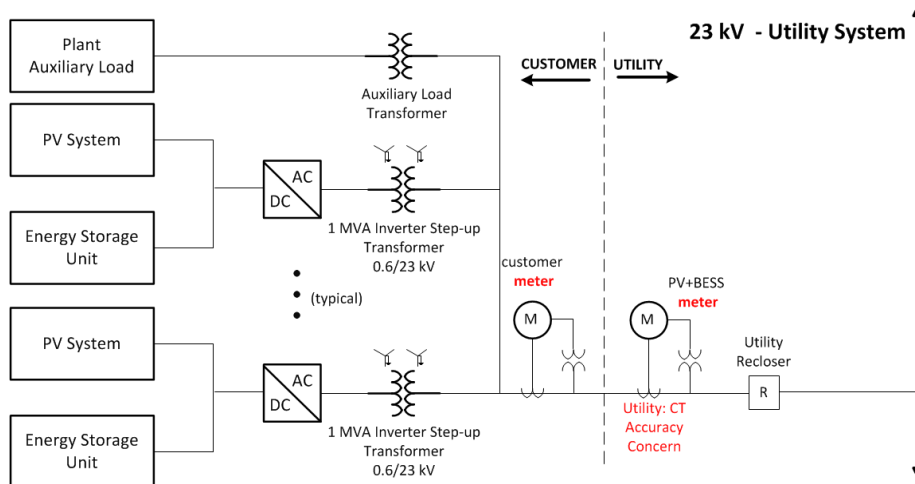 23 kV - Utility System
Plant
Auxiliary Load
CUSTOMER
UTILITY
Auxiliary Load
Transformer
PV System
AC
DC
Energy Storage
Unit
1 MVA Inverter Step-up
Transformer
0.6/23 kV
(typical)
customer
meter
M
PV+BESS
meter
M
Utility
Recloser
R
PV System
AC
DC
Energy Storage
Unit
1 MVA Inverter Step-up
Transformer
0.6/23 kV
Utility: CT
Accuracy
Concern